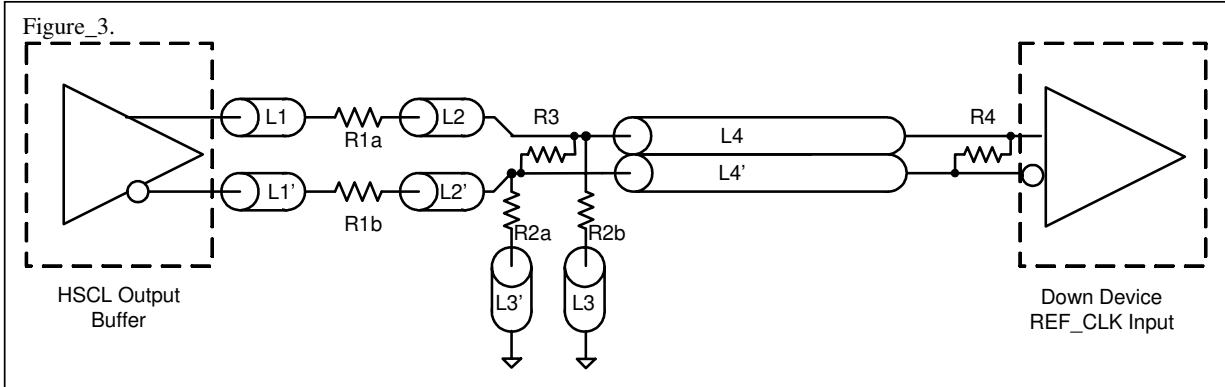 Figure_3.
L1
R1a
L2
R3
L4
R4
L1'
R1b
L2'
L4'
R2a
R2b
L3'
L3
HSCL Output
Buffer
Down Device
REF_CLK Input